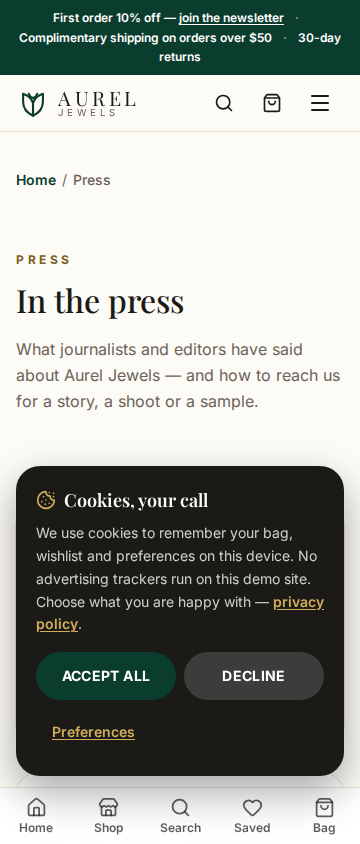 First order 10% off — join the newsletter ·
Complimentary shipping on orders over $50 · 30-day
returns
AUREL
JEWELS
Home / Press
PRESS
In the press
What journalists and editors have said
about Aurel Jewels — and how to reach us
for a story, a shoot or a sample.
Cookies, your call
We use cookies to remember your bag,
wishlist and preferences on this device. No
advertising trackers run on this demo site.
Choose what you are happy with — privacy
policy.
ACCEPT ALL DECLINE
Preferences
Home Shop Search Saved Bag